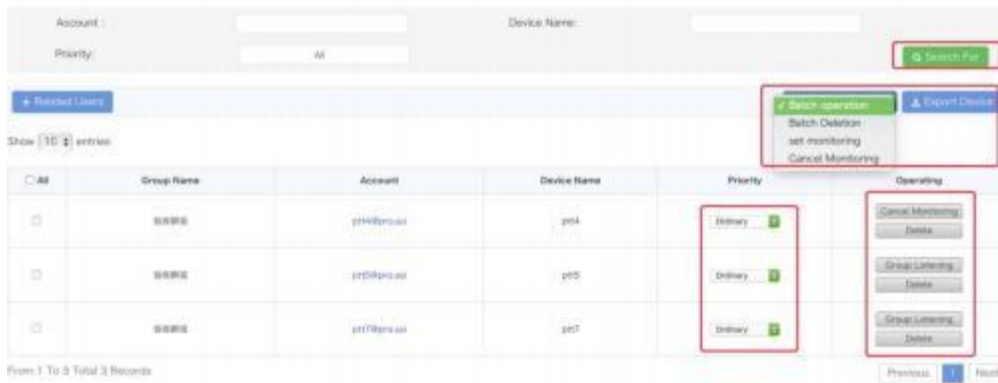 Account :
Device Name:
Priority:
All
Search For
+ Related Users
✓ Batch operation
Export Device
Batch Deletion
set monitoring
Cancel Monitoring
Show 10 entries
All
Group Name
Account
Device Name
Priority
Operating
ptt4
Ordinary
Cancel Monitoring
Delete
ptt5
Ordinary
Group Listening
Delete
ptt7
Ordinary
Group Listening
Delete
From 1 To 3 Total 3 Records
Previous
1
Next